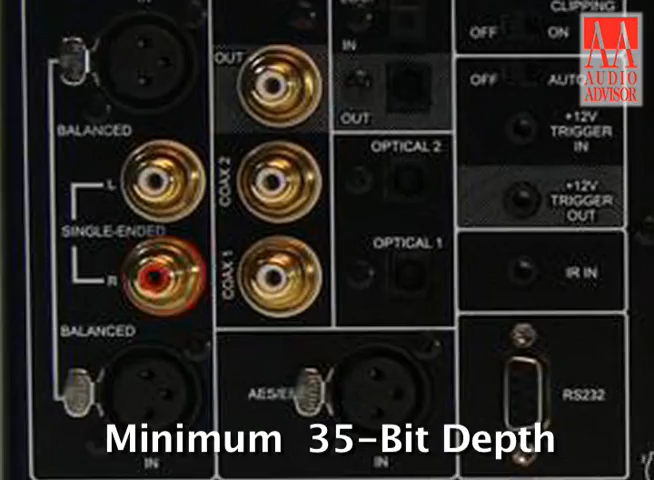 IN
CLIPPING
OFF
ON
OUT
IN
OFF
AUTO
AA
AUDIO
ADVISOR
OUT
+12V
TRIGGER
IN
BALANCED
OPTICAL 2
COAX 2
L
+12V
TRIGGER
OUT
SINGLE-ENDED
OPTICAL 1
COAX 1
R
IR IN
BALANCED
RS232
Minimum 35-Bit Depth
IN
IN